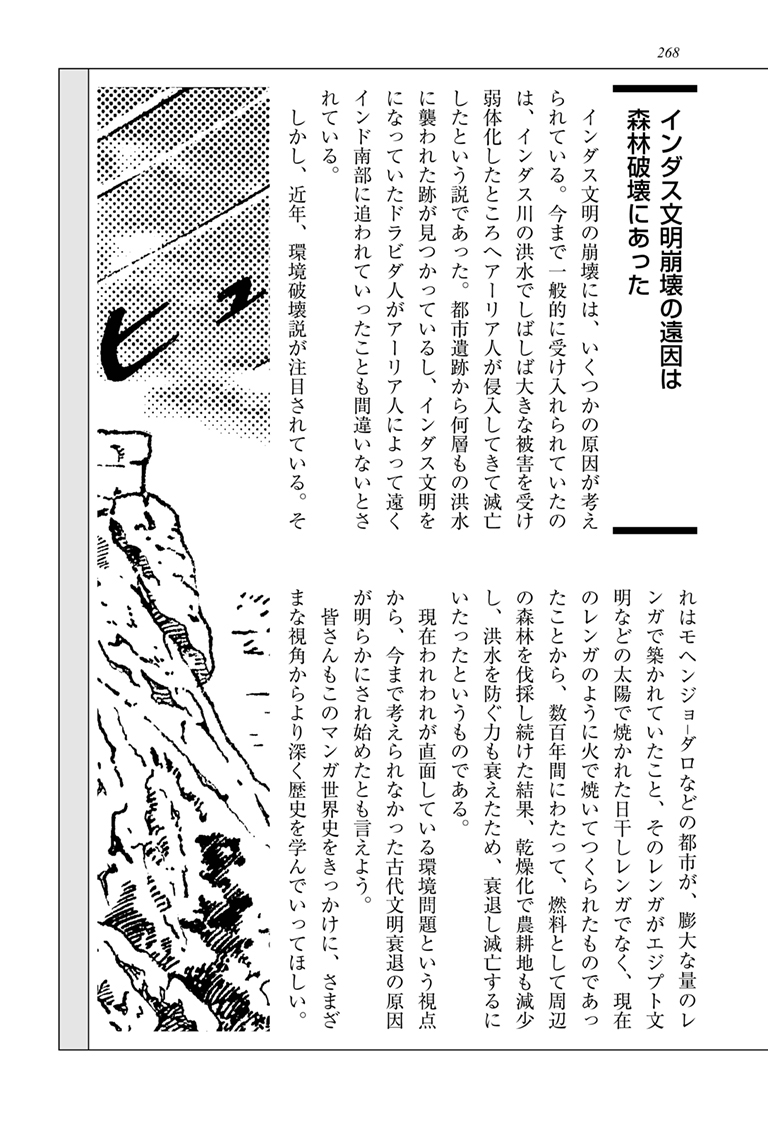 268
インダス文明崩壊の遠因は
森林破壊にあった
インダス文明の崩壊には、いくつかの原因が考え
られている。今まで一般的に受け入れられていたの
は、インダス川の洪水でしばしば大きな被害を受け
弱体化したところへアーリア人が侵入してきて滅亡
したという説であった。都市遺跡から何層もの洪水
に襲われた跡が見つかっているし、インダス文明を
になっていたドラビダ人がアーリア人によって遠く
インド南部に追われていったことも間違いないとさ
れている。
しかし、近年、環境破壊説が注目されている。そ
れはモヘンジョ−ダロなどの都市が、膨大な量のレ
ンガで築かれていたこと、そのレンガがエジプト文
明などの太陽で焼かれた日干しレンガでなく、現在
のレンガのように火で焼いてつくられたものであっ
たことから、数百年間にわたって、燃料として周辺
の森林を伐採し続けた結果、乾燥化で農耕地も減少
し、洪水を防ぐ力も衰えたため、衰退し滅亡するに
いたったというものである。
現在われわれが直面している環境問題という視点
から、今まで考えられなかった古代文明衰退の原因
が明らかにされ始めたとも言えよう。
皆さんもこのマンガ世界史をきっかけに、さまざ
まな視角からより深く歴史を学んでいってほしい。
ヒュ